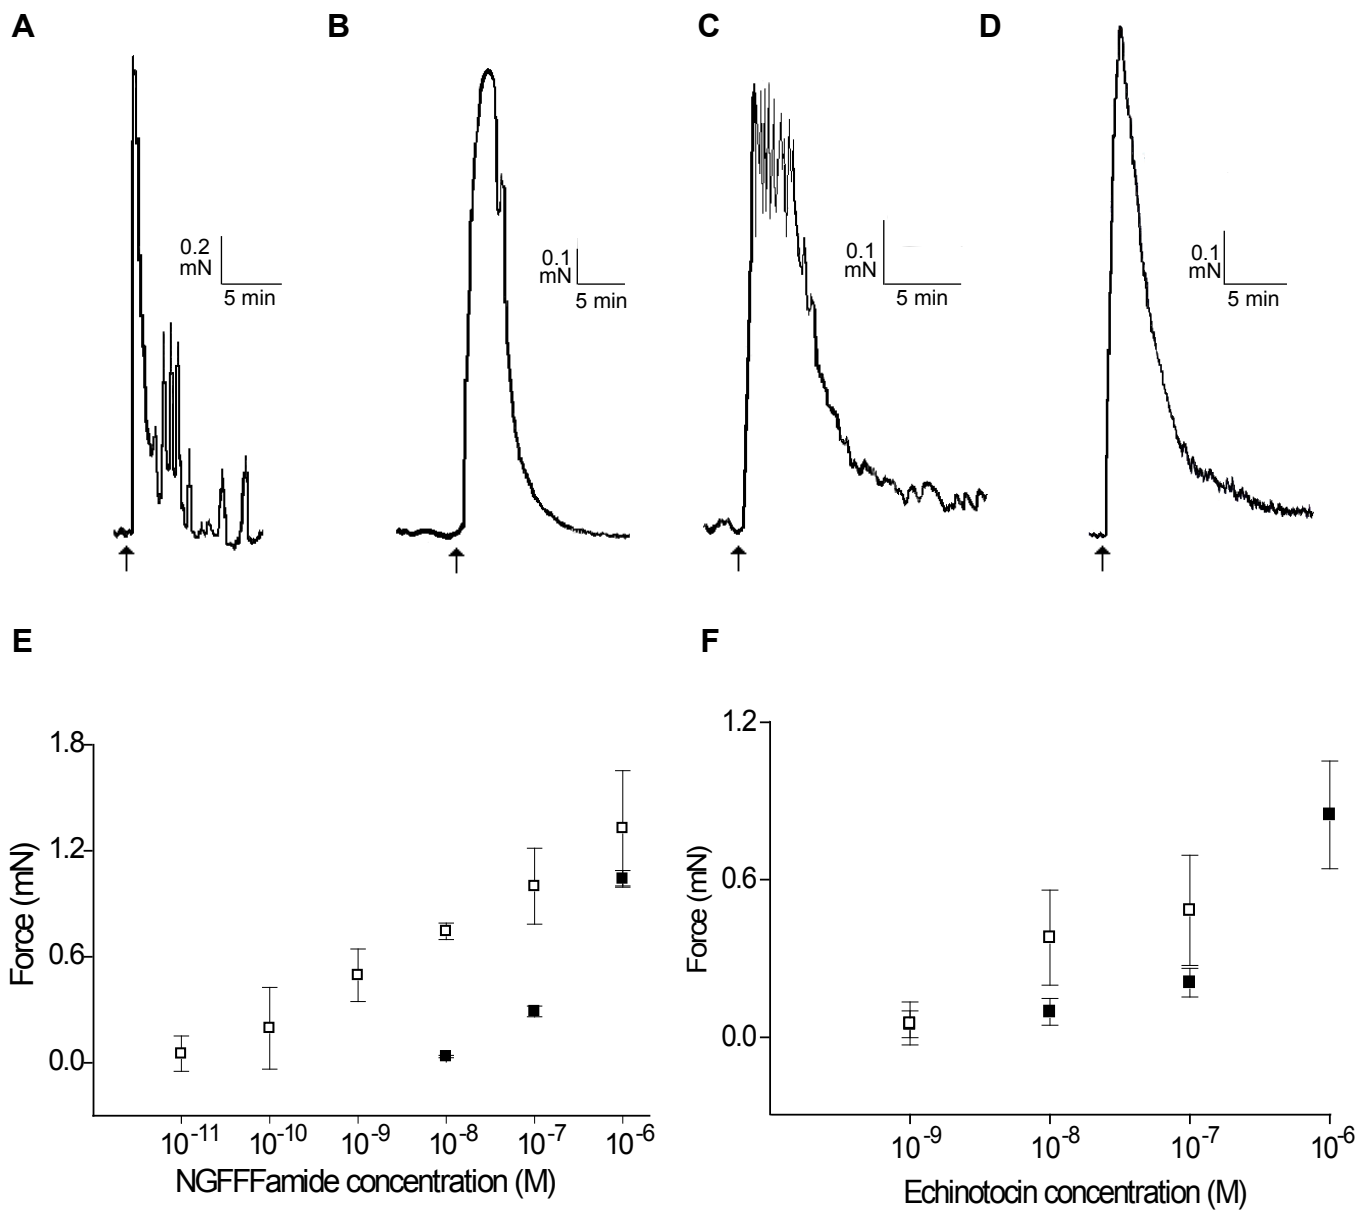 A
B
C
D
0.2
mN
5 min
0.1
mN
5 min
0.1
mN
5 min
0.1
mN
5 min
E
1.8
1.2
0.6
0.0
Force (mN)
10-11
10-10
10-9
10-8
10-7
10-6
NGFFFamide concentration (M)
F
1.2
0.6
0.0
Force (mN)
10-9
10-8
10-7
10-6
Echinotocin concentration (M)